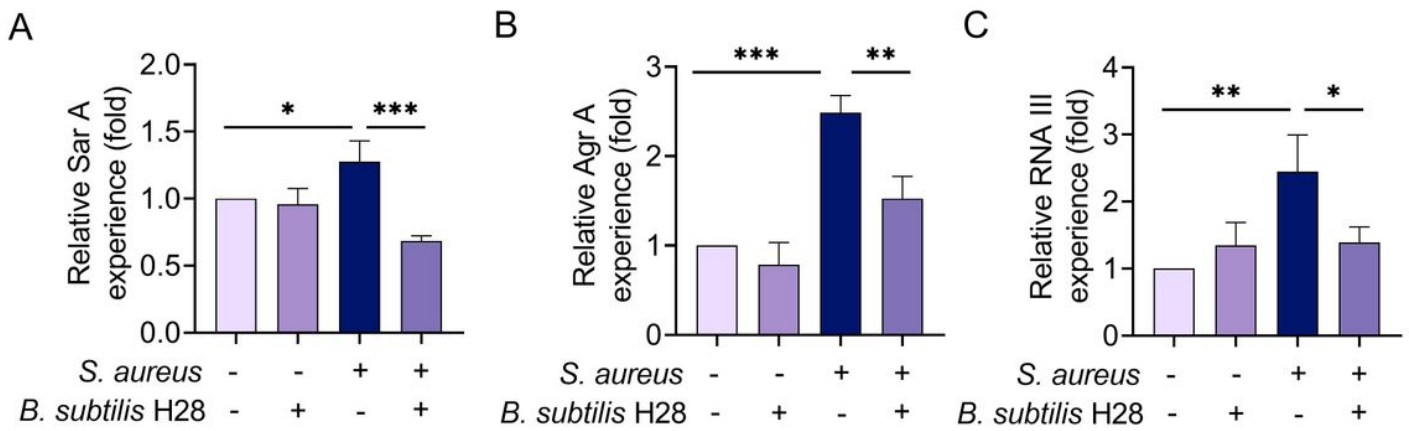 A
Relative Sar A
experience (fold)
2.0
1.5
1.0
0.5
0.0
*
***
S. aureus - - + +
B. subtilis H28 - + - +
B
Relative Agr A
experience (fold)
3
2
1
0
***
**
S. aureus - - + +
B. subtilis H28 - + - +
C
Relative RNA III
experience (fold)
4
3
2
1
0
**
*
S. aureus - - + +
B. subtilis H28 - + - +